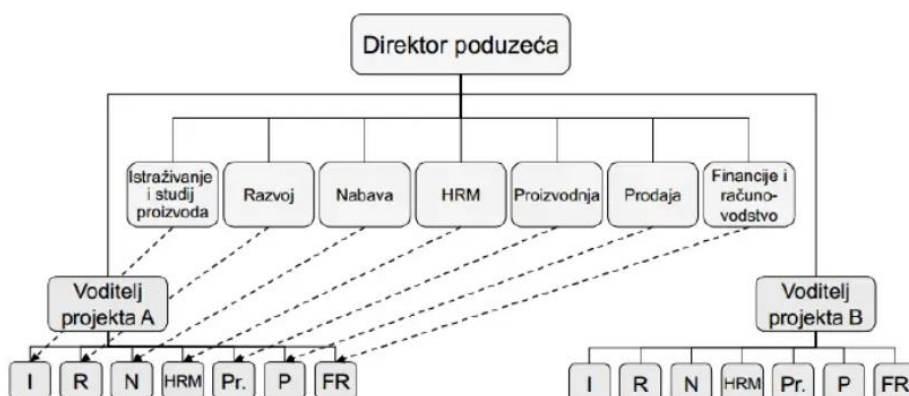 Direktor poduzeća
Istraživanje
i studij
proizvoda
Razvoj
Nabava
HRM
Proizvodnja
Prodaja
Financije i
računo-
vodstvo
Voditelj
projekta A
Voditelj
projekta B
I
R
N
HRM
Pr.
P
FR
I
R
N
HRM
Pr.
P
FR